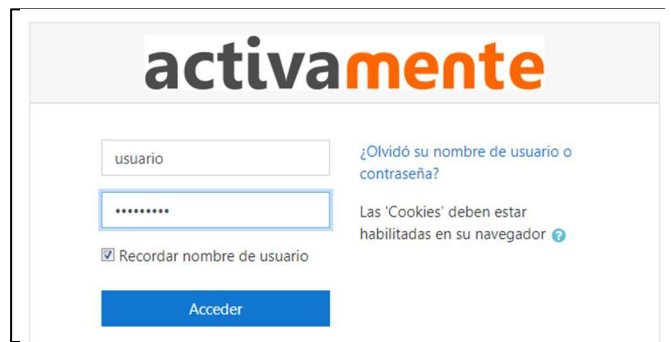 activamente
usuario
•••••••••
Recordar nombre de usuario
Acceder
¿Olvidó su nombre de usuario o
contraseña?
Las 'Cookies' deben estar
habilitadas en su navegador ?